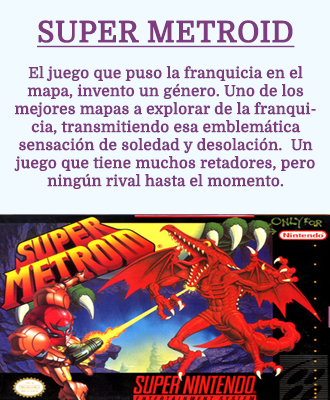 SUPER METROID
El juego que puso la franquicia en el
mapa, invento un género. Uno de los
mejores mapas a explorar de la franqui-
cia, transmitiendo esa emblemática
sensación de soledad y desolación. Un
juego que tiene muchos retadores, pero
ningún rival hasta el momento.
ONLY FOR
Nintendo
SUPER
METROID
SUPER NINTENDO
ENTERTAINMENT SYSTEM